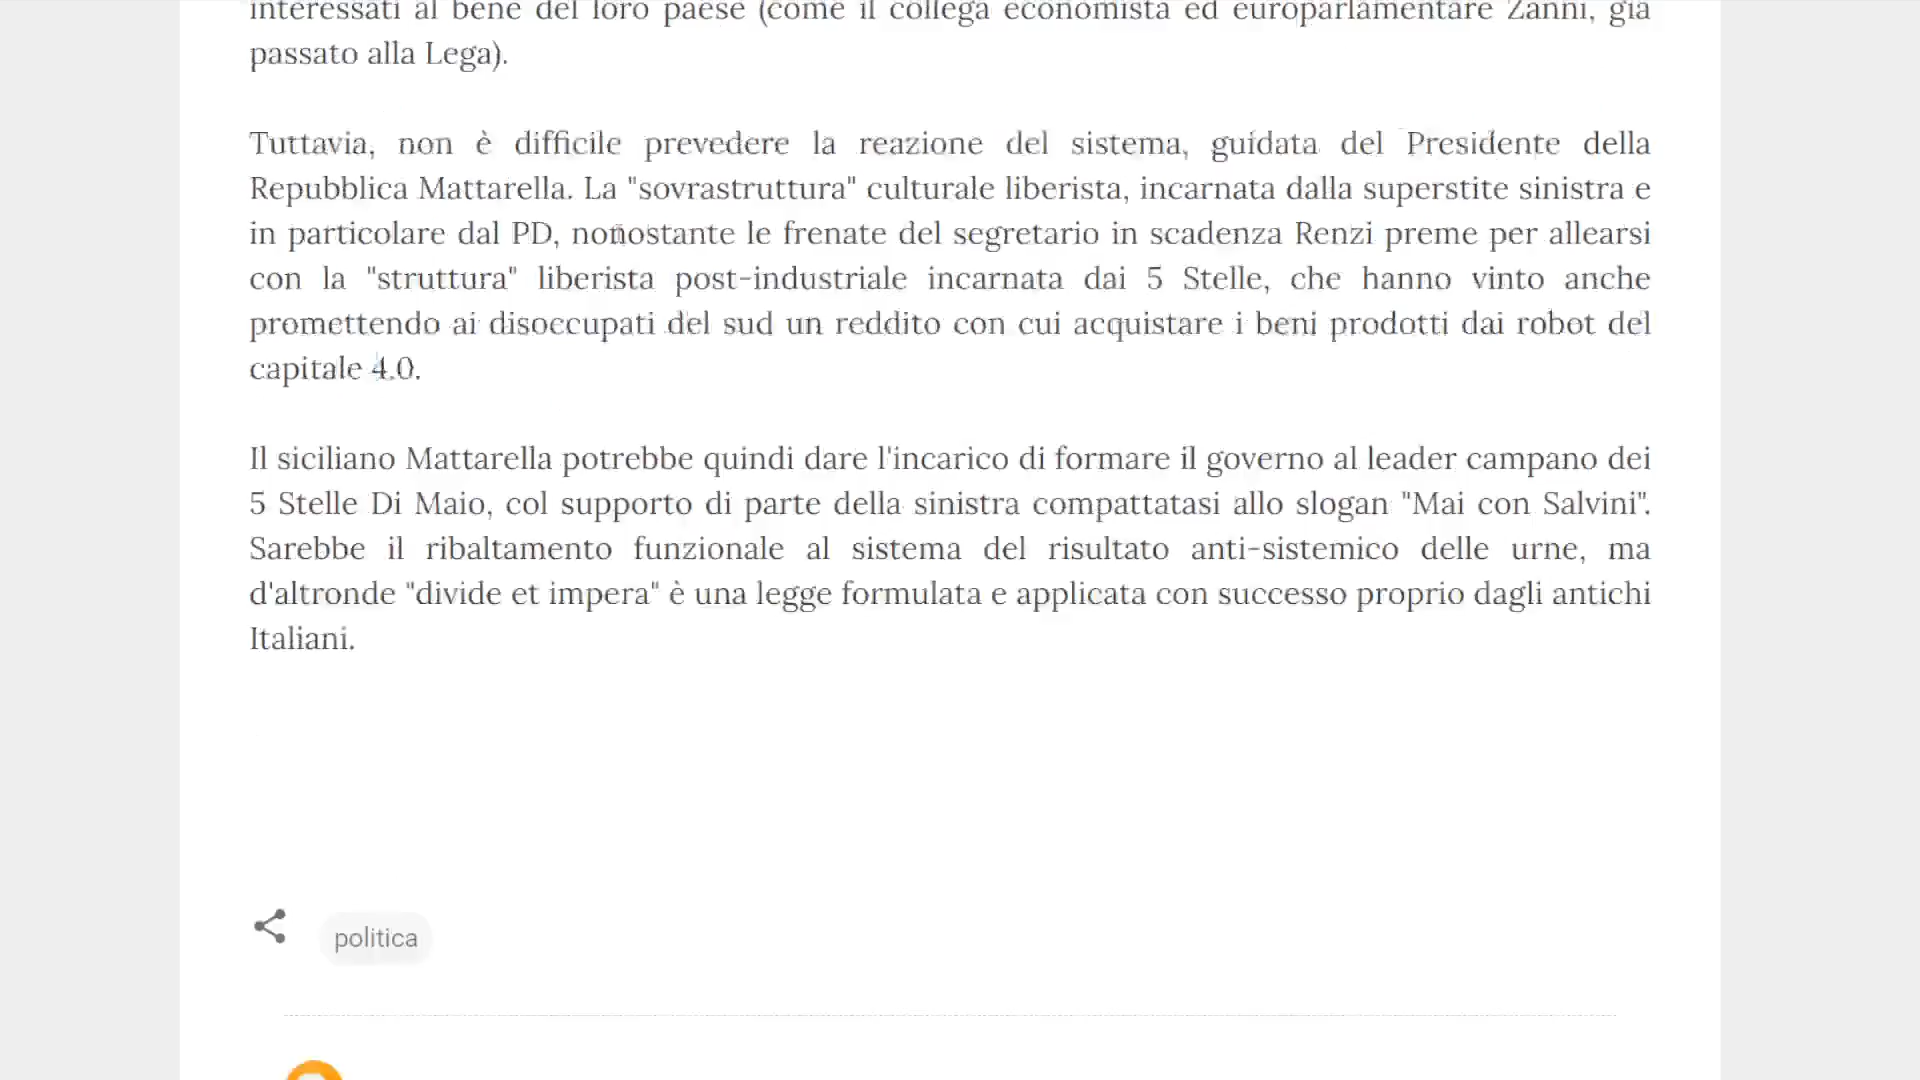 interessati al bene del loro paese (come il collega economista ed europarlamentare Zanni, già
passato alla Lega).
Tuttavia, non è difficile prevedere la reazione del sistema, guidata del Presidente della
Repubblica Mattarella. La "sovrastruttura" culturale liberista, incarnata dalla superstite sinistra e
in particolare dal PD, nonostante le frenate del segretario in scadenza Renzi preme per allearsi
con la "struttura" liberista post-industriale incarnata dai 5 Stelle, che hanno vinto anche
promettendo ai disoccupati del sud un reddito con cui acquistare i beni prodotti dai robot del
capitale 4.0.
Il siciliano Mattarella potrebbe quindi dare l'incarico di formare il governo al leader campano dei
5 Stelle Di Maio, col supporto di parte della sinistra compattatasi allo slogan "Mai con Salvini".
Sarebbe il ribaltamento funzionale al sistema del risultato anti-sistemico delle urne, ma
d'altronde "divide et impera" è una legge formulata e applicata con successo proprio dagli antichi
Italiani.
politica